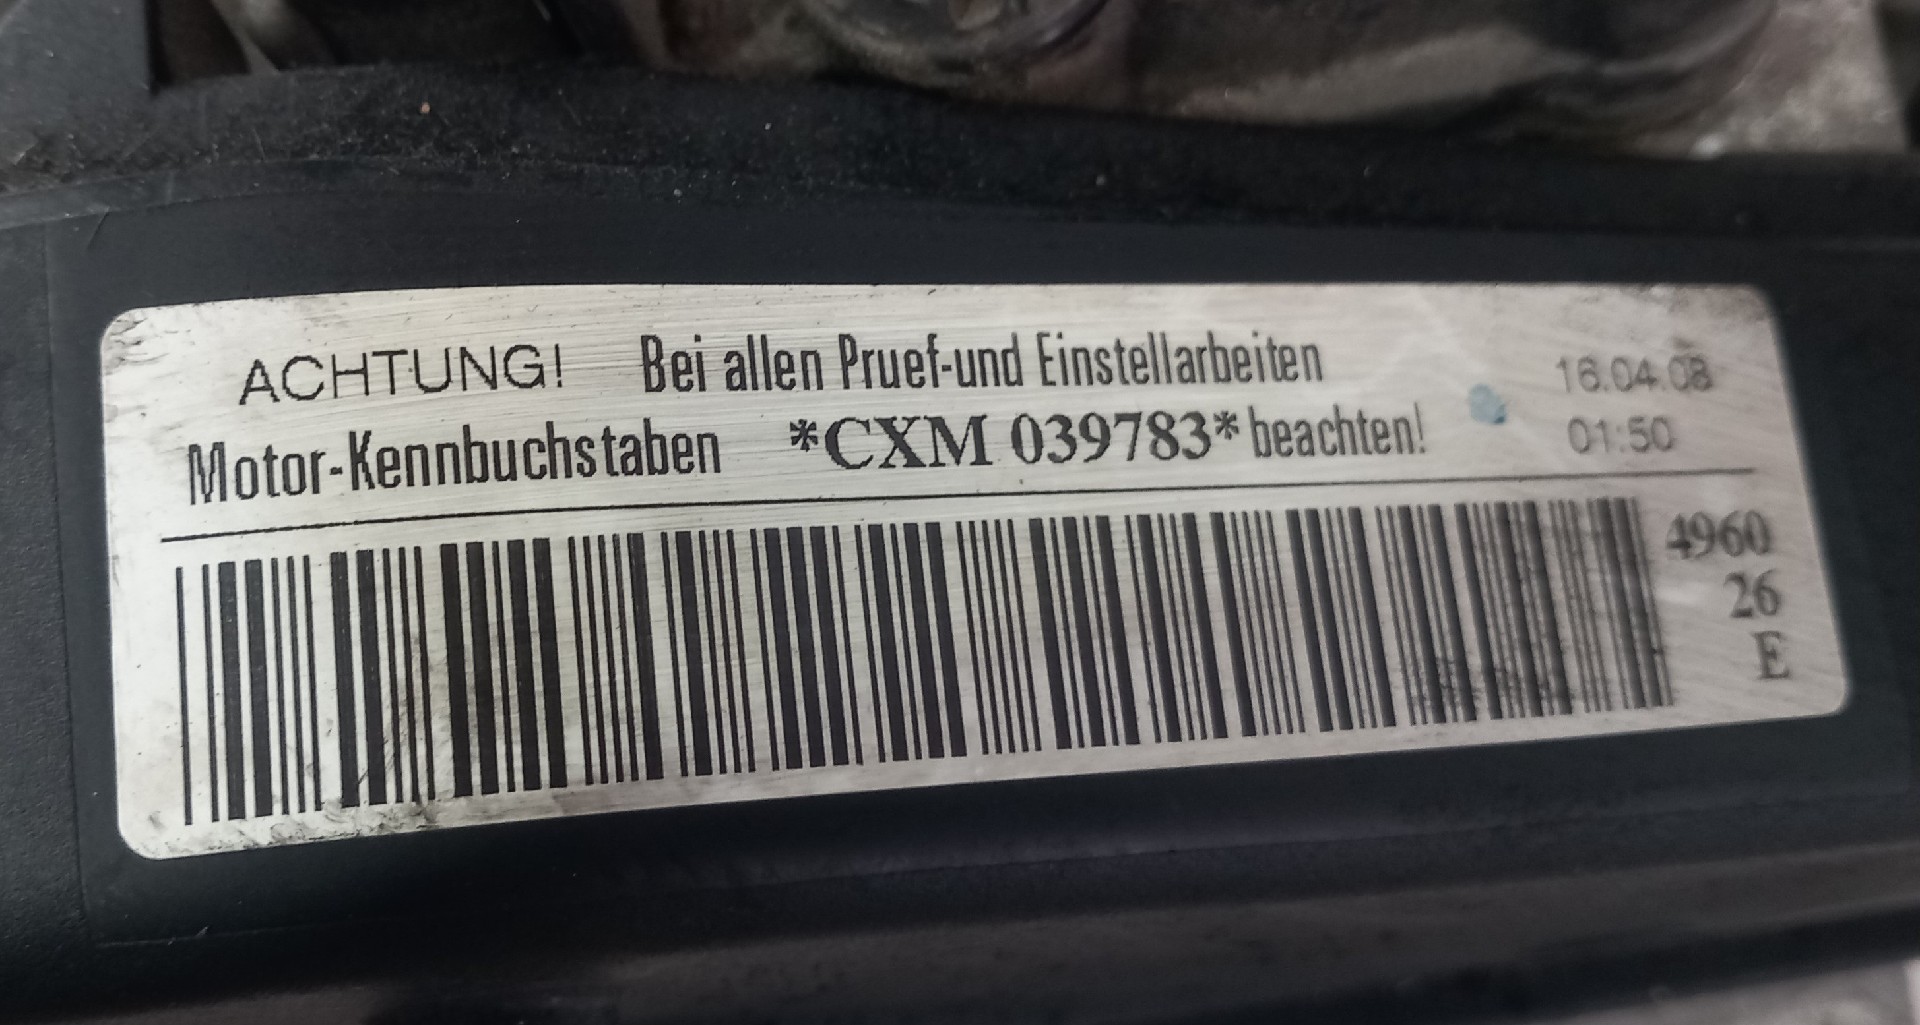 ACHTUNG! Bei allen Pruef-und Einstellarbeiten 16.04.08
Motor-Kennbuchstaben *CXM 039783* beachten! 01:50
4960
26
E